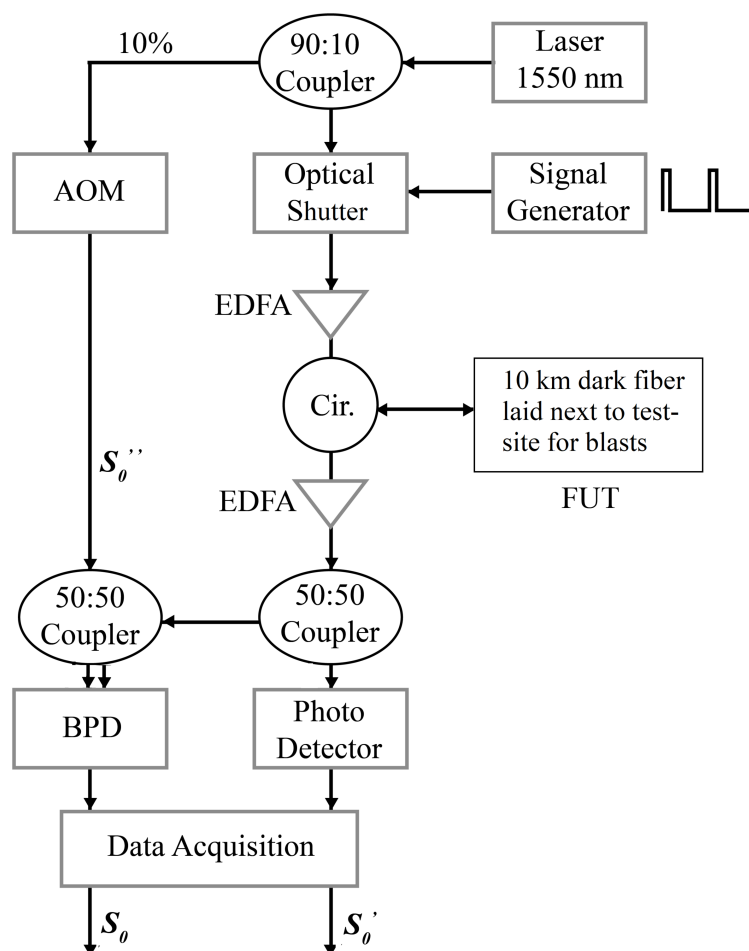 10%
90:10
Coupler
Laser
1550 nm
AOM
Optical
Shutter
Signal
Generator
EDFA
Cir.
10 km dark fiber
laid next to test-
site for blasts
S₀’’
EDFA
FUT
50:50
Coupler
50:50
Coupler
BPD
Photo
Detector
Data Acquisition
S₀
S₀’